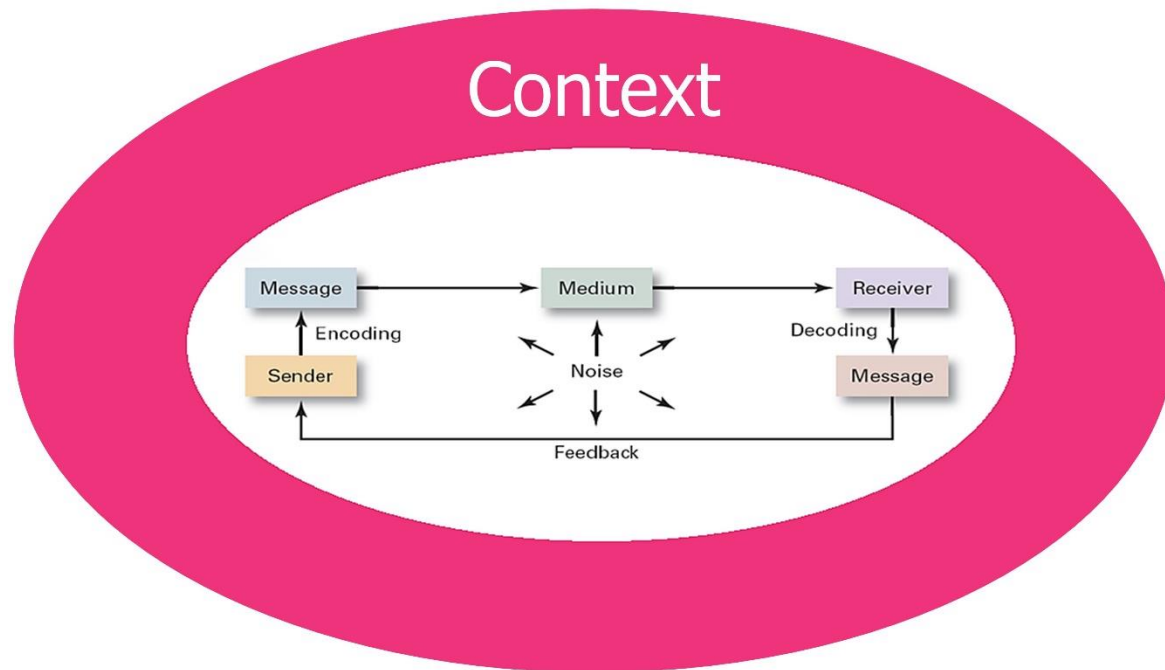 Context
Message
Medium
Receiver
Encoding
Decoding
Sender
Noise
Message
Feedback